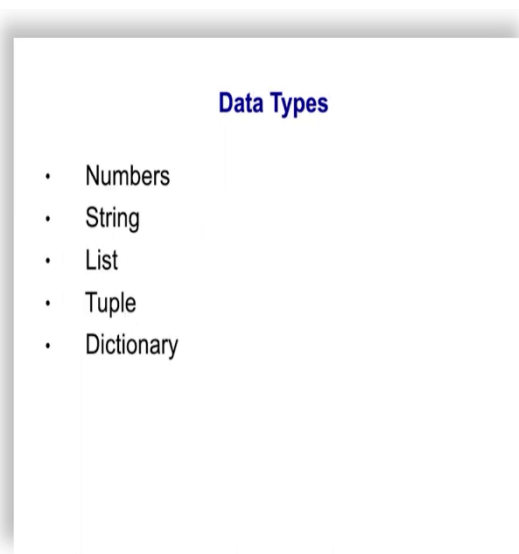 Data Types
· Numbers
· String
· List
· Tuple
· Dictionary